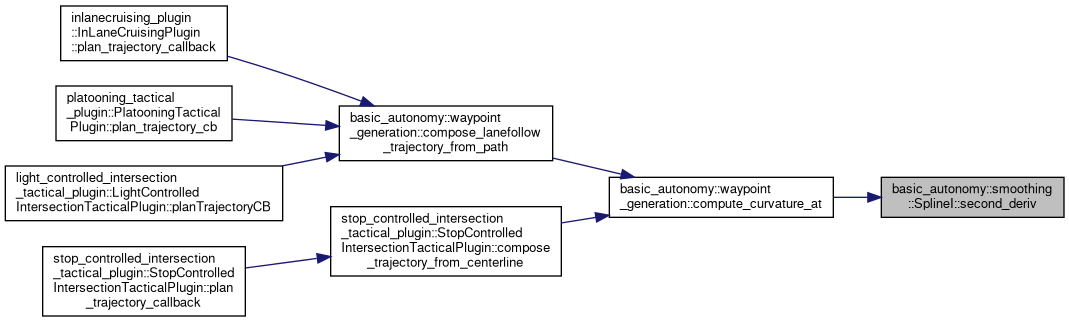 inlanecruising_plugin
::InLaneCruisingPlugin
::plan_trajectory_callback
platooning_tactical
_plugin::PlatooningTactical
Plugin::plan_trajectory_cb
light_controlled_intersection
_tactical_plugin::LightControlled
IntersectionTacticalPlugin::planTrajectoryCB
stop_controlled_intersection
_tactical_plugin::StopControlled
IntersectionTacticalPlugin::plan
_trajectory_callback
basic_autonomy::waypoint
_generation::compose_lanefollow
_trajectory_from_path
stop_controlled_intersection
_tactical_plugin::StopControlled
IntersectionTacticalPlugin::compose
_trajectory_from_centerline
basic_autonomy::waypoint
_generation::compute_curvature_at
basic_autonomy::smoothing
::SplineI::second_deriv